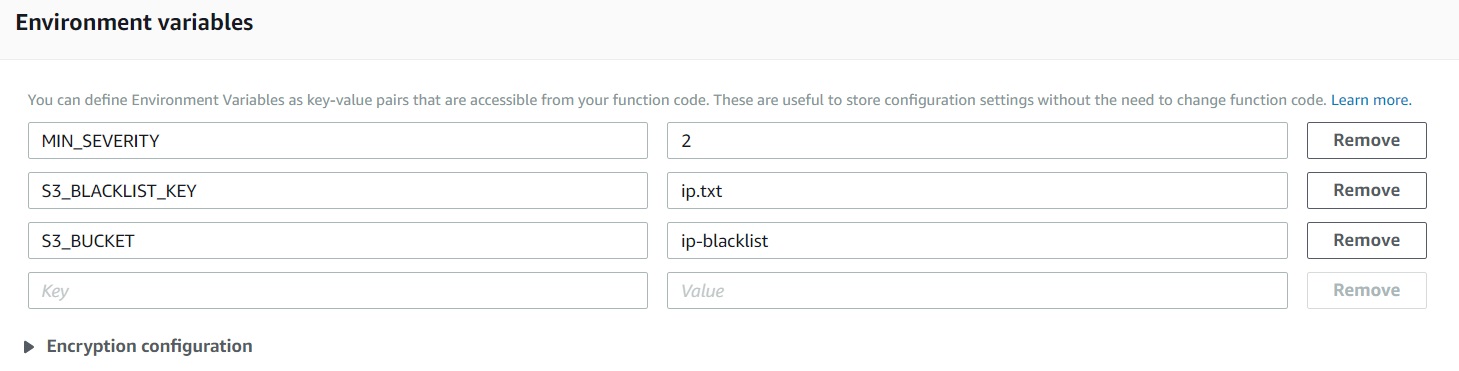 Environment variables
You can define Environment Variables as key-value pairs that are accessible from your function code. These are useful to store configuration settings without the need to change function code. Learn more.
MIN_SEVERITY 2 Remove
S3_BLACKLIST_KEY ip.txt Remove
S3_BUCKET ip-blacklist Remove
Key Value Remove
Encryption configuration